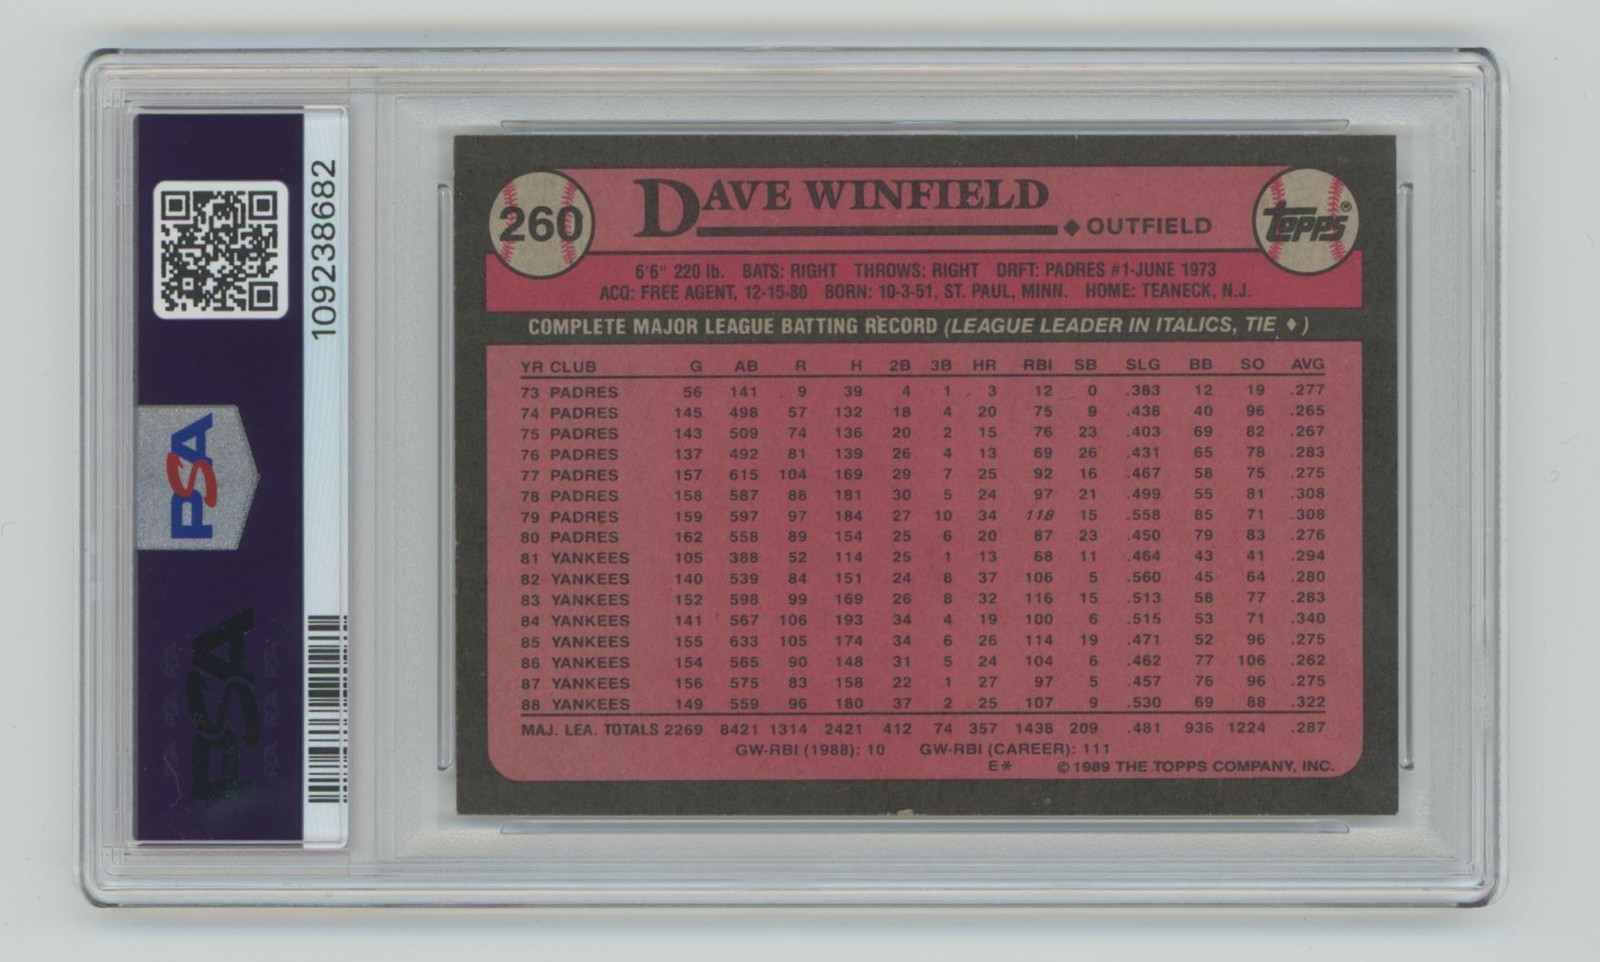 109238682
PSA
PSA
260
DAVE WINFIELD
♦ OUTFIELD
TOPPS®
6'6" 220 lb. BATS: RIGHT THROWS: RIGHT DRFT: PADRES #1-JUNE 1973
ACQ: FREE AGENT, 12-15-80 BORN: 10-3-51, ST. PAUL, MINN. HOME: TEANECK, N.J.
COMPLETE MAJOR LEAGUE BATTING RECORD (LEAGUE LEADER IN ITALICS, TIE ♦)
YR CLUB G AB R H 2B 3B HR RBI SB SLG BB SO AVG
73 PADRES 56 141 9 39 4 1 3 12 0 .383 12 19 .277
74 PADRES 145 498 57 132 18 4 20 75 9 .438 40 96 .265
75 PADRES 143 509 74 136 20 2 15 76 23 .403 69 82 .267
76 PADRES 137 492 81 139 26 4 13 69 26 .431 65 78 .283
77 PADRES 157 615 104 169 29 7 25 92 16 .467 58 75 .275
78 PADRES 158 587 88 181 30 5 24 97 21 .499 55 81 .308
79 PADRES 159 597 97 184 27 10 34 118 15 .558 85 71 .308
80 PADRES 162 558 89 154 25 6 20 87 23 .450 79 83 .276
81 YANKEES 105 388 52 114 25 1 13 68 11 .464 43 41 .294
82 YANKEES 140 539 84 151 24 8 37 106 5 .560 45 64 .280
83 YANKEES 152 598 99 169 26 8 32 116 15 .513 58 77 .283
84 YANKEES 141 567 106 193 34 4 19 100 6 .515 53 71 .340
85 YANKEES 155 633 105 174 34 6 26 114 19 .471 52 96 .275
86 YANKEES 154 565 90 148 31 5 24 104 6 .462 77 106 .262
87 YANKEES 156 575 83 158 22 1 27 97 5 .457 76 96 .275
88 YANKEES 149 559 96 180 37 2 25 107 9 .530 69 88 .322
MAJ. LEA. TOTALS 2269 8421 1314 2421 412 74 357 1438 209 .481 936 1224 .287
GW-RBI (1988): 10 GW-RBI (CAREER): 111
E* ©1989 THE TOPPS COMPANY, INC.